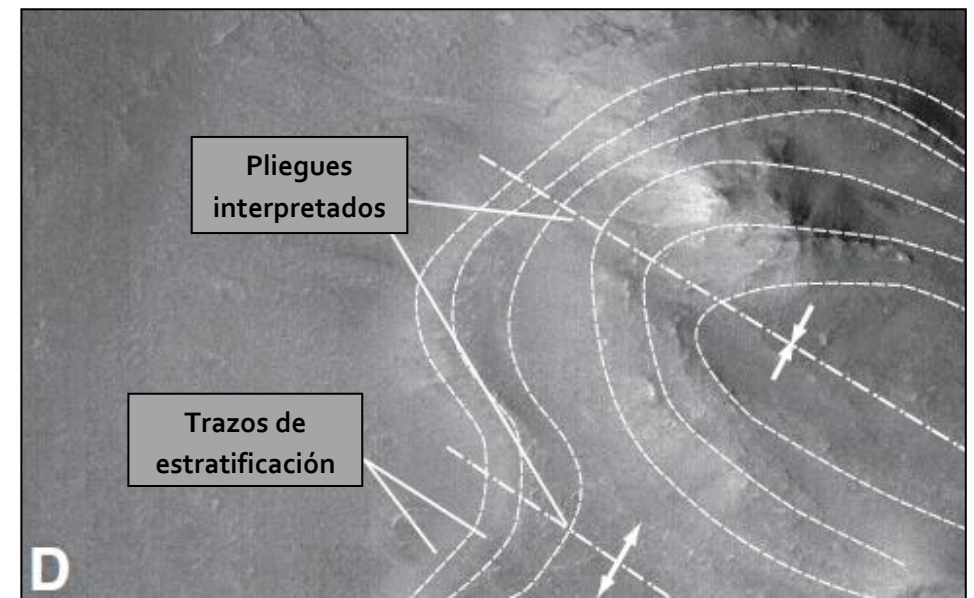 Pliegues
interpretados
Trazos de
estratificación
D